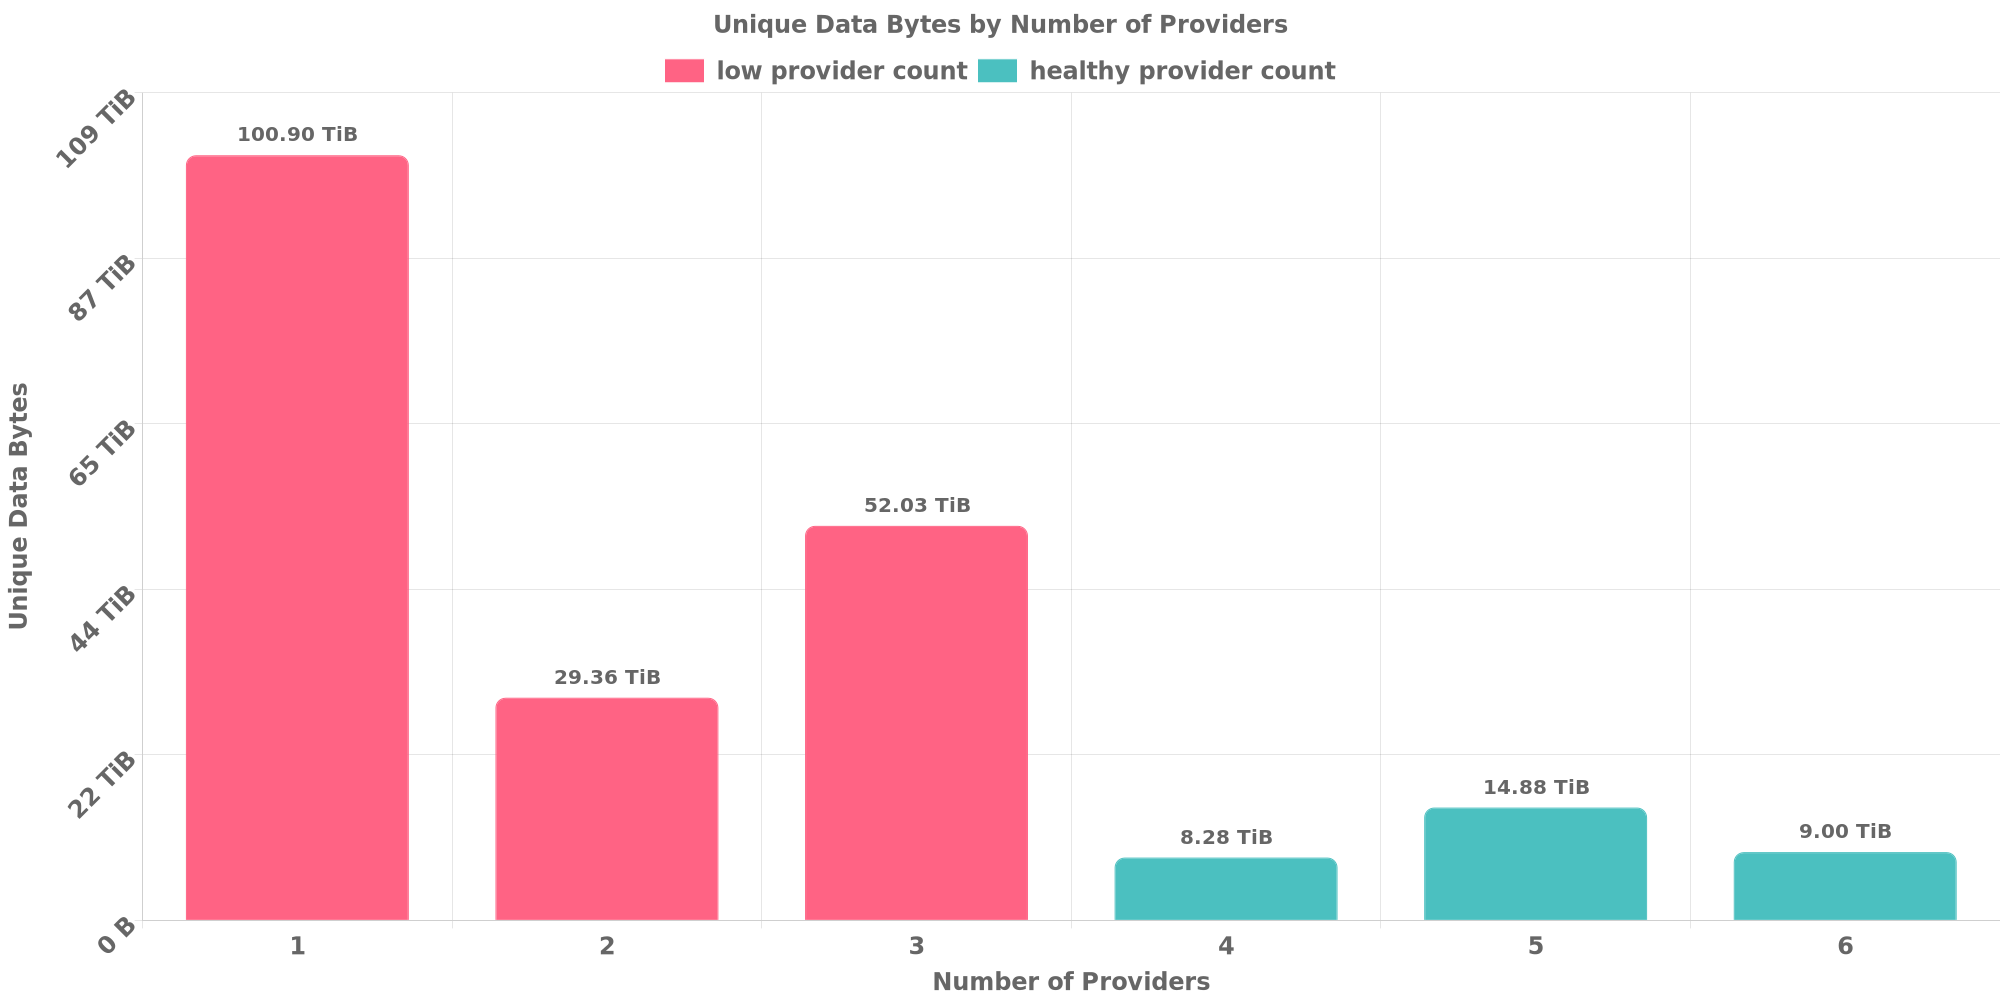 Unique Data Bytes by Number of Providers
low provider count healthy provider count
109 TiB
87 TiB
65 TiB
44 TiB
22 TiB
0 B
Unique Data Bytes
100.90 TiB
29.36 TiB
52.03 TiB
8.28 TiB
14.88 TiB
9.00 TiB
1 2 3 4 5 6
Number of Providers